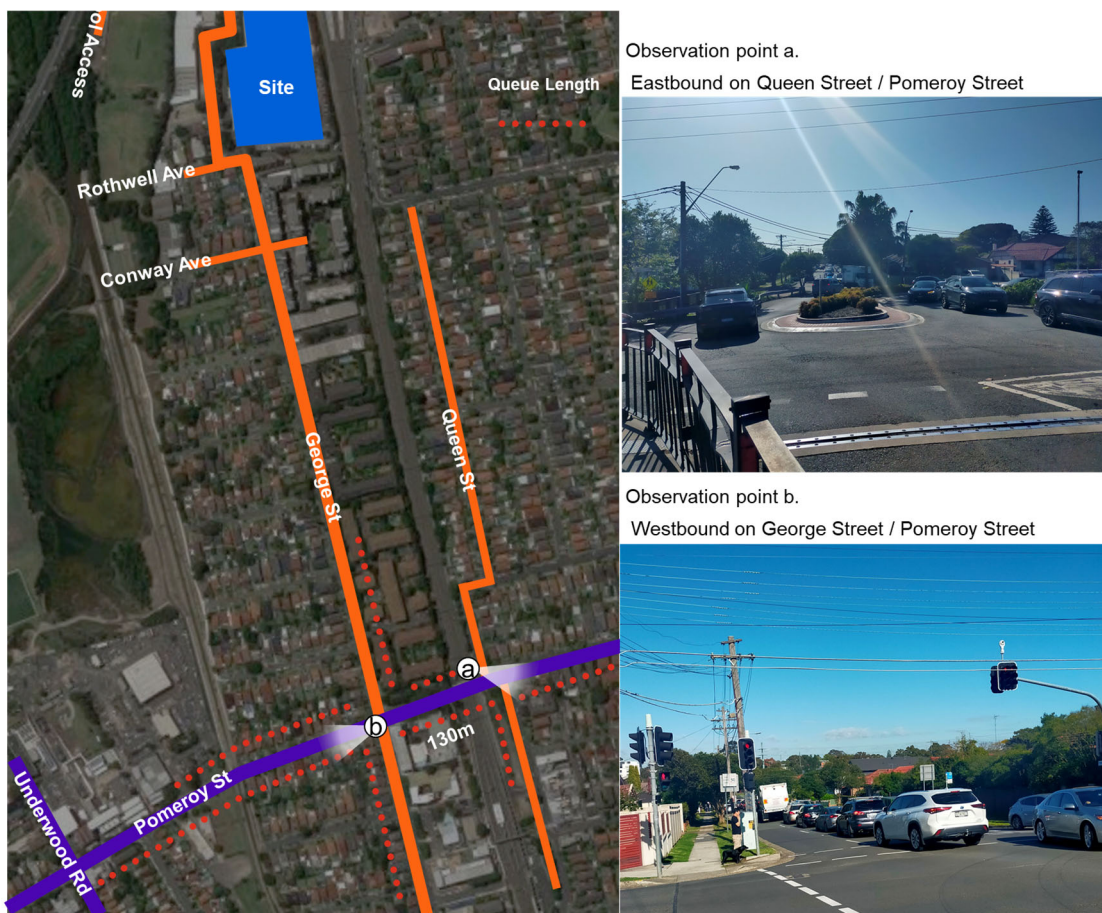 ol Access
Site
Queue Length
Rothwell Ave
Conway Ave
George St
Queen St
a
b
130m
Pomeroy St
Underwood Rd
Observation point a.
Eastbound on Queen Street / Pomeroy Street
Observation point b.
Westbound on George Street / Pomeroy Street